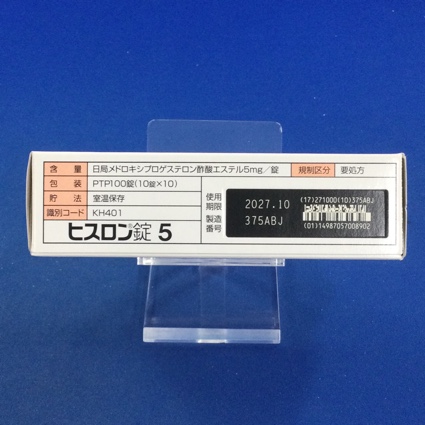 含 量 日局メドロキシプロゲステロン酢酸エステル5mg／錠 規制区分 要処方
包 装 PTP100錠(10錠×10)
貯 法 室温保存
識別コード KH401
ヒスロン®錠 5
使用期限 2027.10
製造番号 375ABJ
(17)271000(10)375ABJ
(01)14987057008902